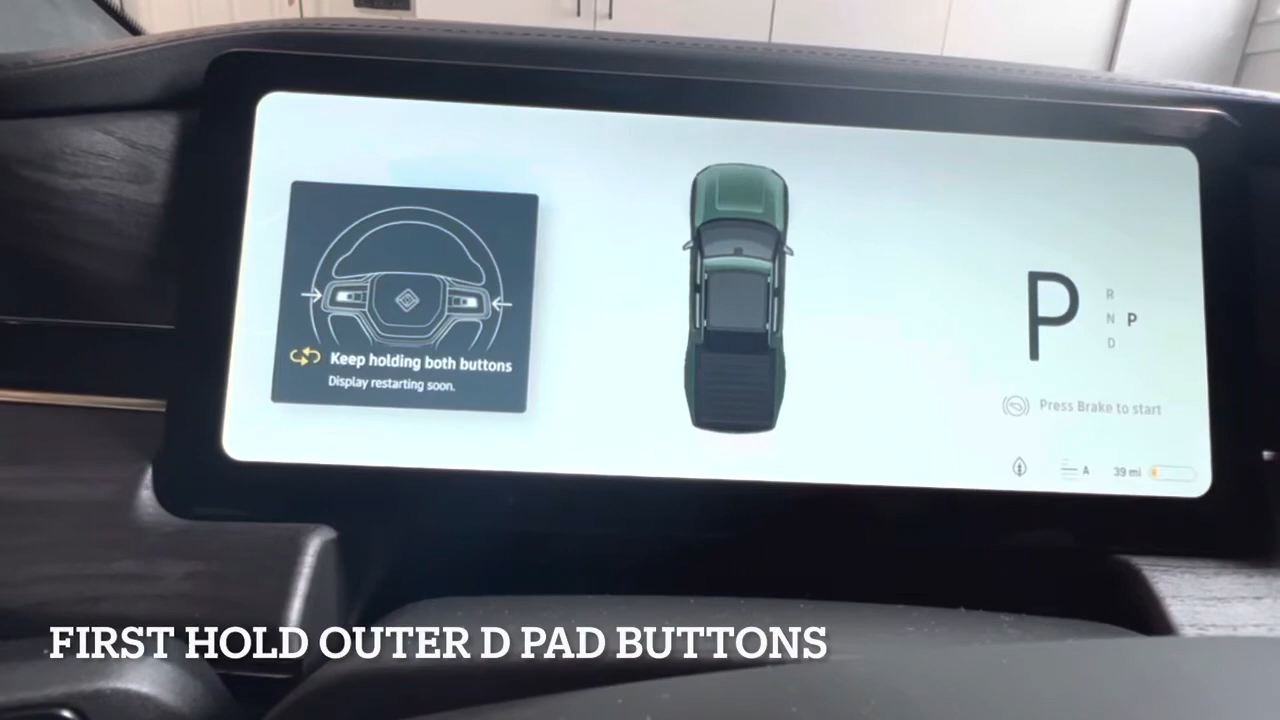 Keep holding both buttons
Display restarting soon.
P
R
N P
D
Press Brake to start
A 39 mi
FIRST HOLD OUTER D PAD BUTTONS